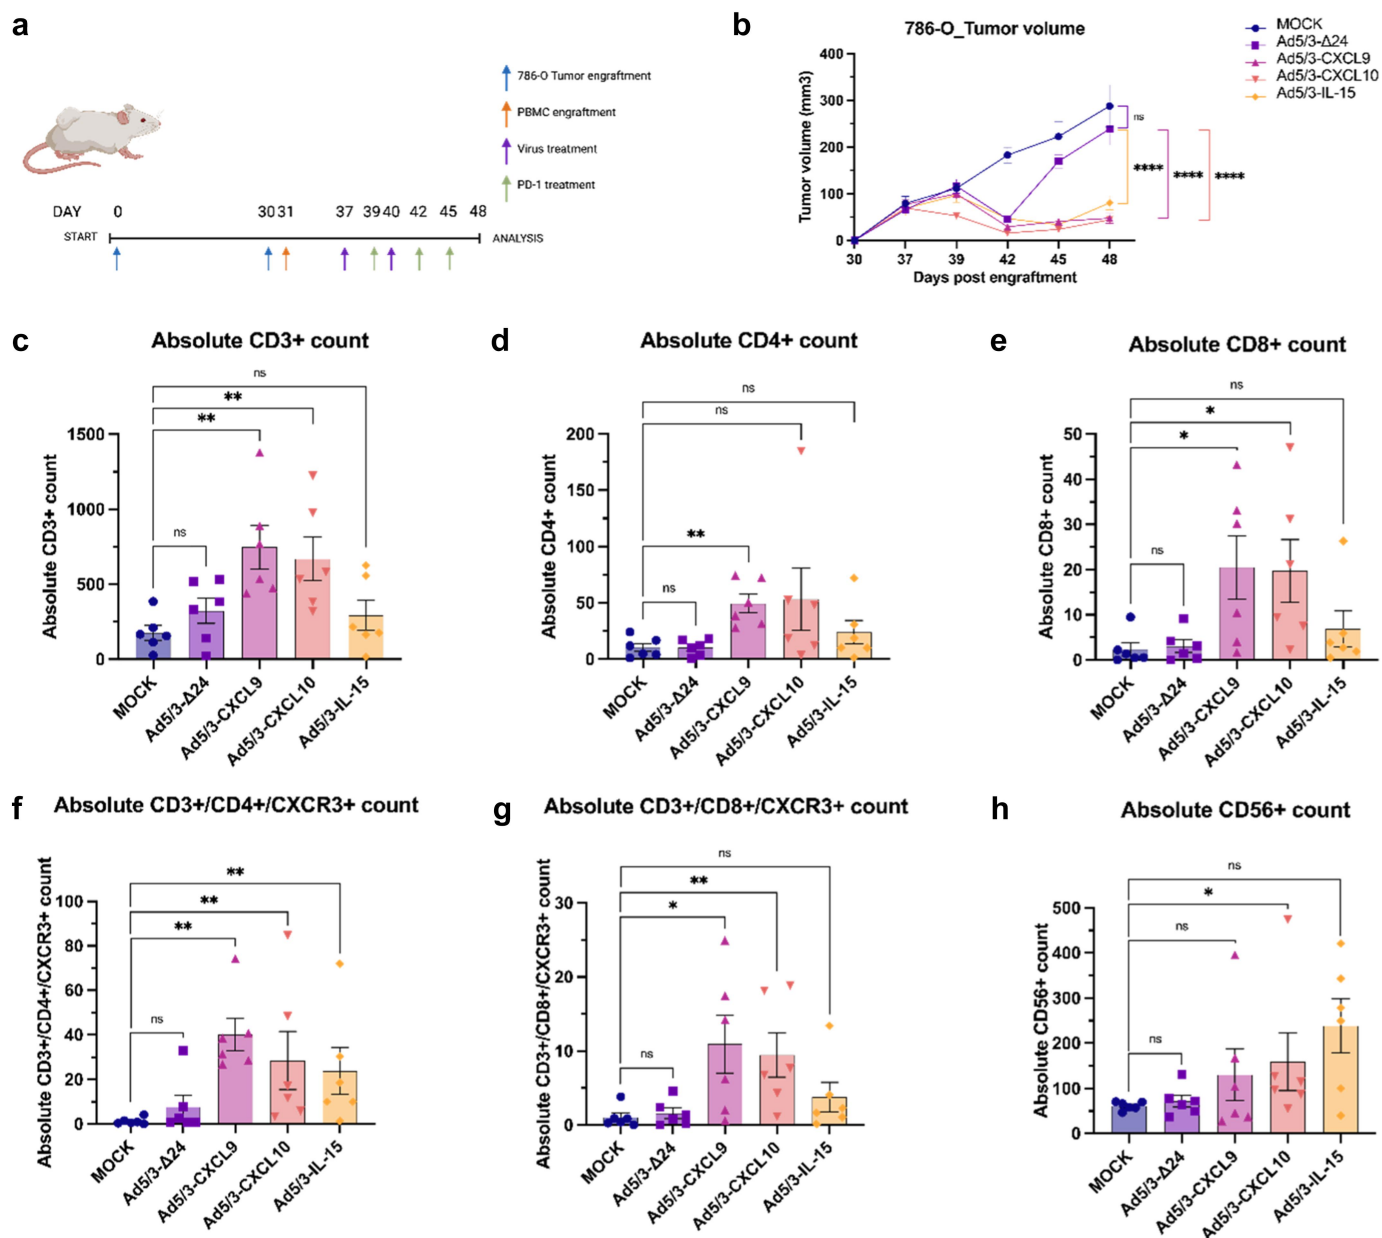 a
786-O Tumor engraftment
PBMC engraftment
Virus treatment
PD-1 treatment
DAY 0 30 31 37 39 40 42 45 48
START ANALYSIS
b
786-O_Tumor volume
MOCK
Ad5/3-Δ24
Ad5/3-CXCL9
Ad5/3-CXCL10
Ad5/3-IL-15
Tumor volume (mm3)
400
300
200
100
0
30 37 39 42 45 48
Days post engraftment
ns
**** **** ****
c
Absolute CD3+ count
ns
**
**
ns
Absolute CD3+ count
1500
1000
500
0
MOCK
Ad5/3-Δ24
Ad5/3-CXCL9
Ad5/3-CXCL10
Ad5/3-IL-15
d
Absolute CD4+ count
ns
ns
**
ns
Absolute CD4+ count
200
150
100
50
0
MOCK
Ad5/3-Δ24
Ad5/3-CXCL9
Ad5/3-CXCL10
Ad5/3-IL-15
e
Absolute CD8+ count
ns
*
*
ns
Absolute CD8+ count
50
40
30
20
10
0
MOCK
Ad5/3-Δ24
Ad5/3-CXCL9
Ad5/3-CXCL10
Ad5/3-IL-15
f
Absolute CD3+/CD4+/CXCR3+ count
**
**
**
ns
Absolute CD3+/CD4+/CXCR3+ count
100
80
60
40
20
0
MOCK
Ad5/3-Δ24
Ad5/3-CXCL9
Ad5/3-CXCL10
Ad5/3-IL-15
g
Absolute CD3+/CD8+/CXCR3+ count
ns
**
*
ns
Absolute CD3+/CD8+/CXCR3+ count
30
20
10
0
MOCK
Ad5/3-Δ24
Ad5/3-CXCL9
Ad5/3-CXCL10
Ad5/3-IL-15
h
Absolute CD56+ count
ns
*
ns
ns
Absolute CD56+ count
500
400
300
200
100
0
MOCK
Ad5/3-Δ24
Ad5/3-CXCL9
Ad5/3-CXCL10
Ad5/3-IL-15